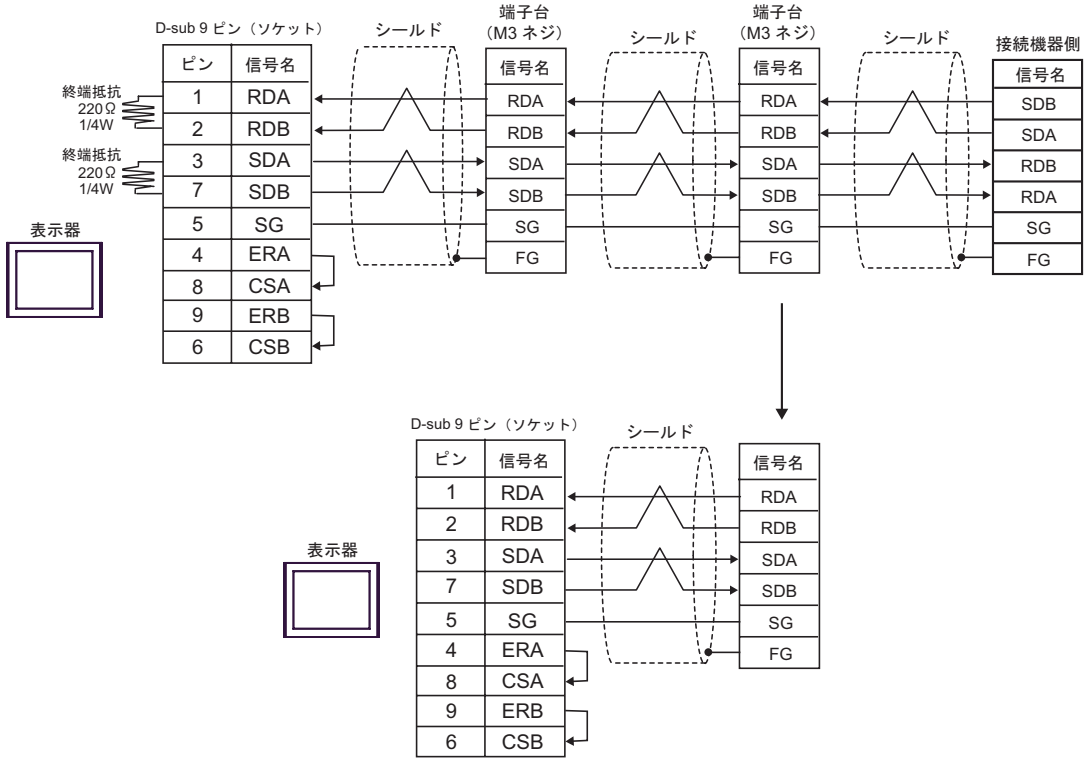 D-sub 9 ピン（ソケット）
シールド
端子台
（M3 ネジ）
シールド
端子台
（M3 ネジ）
シールド
接続機器側
ピン 信号名
1 RDA
2 RDB
3 SDA
7 SDB
5 SG
4 ERA
8 CSA
9 ERB
6 CSB
終端抵抗
220Ω
1/4W
終端抵抗
220Ω
1/4W
表示器
信号名
RDA
RDB
SDA
SDB
SG
FG
信号名
RDA
RDB
SDA
SDB
SG
FG
信号名
SDB
SDA
RDB
RDA
SG
FG
D-sub 9 ピン（ソケット）
シールド
ピン 信号名
1 RDA
2 RDB
3 SDA
7 SDB
5 SG
4 ERA
8 CSA
9 ERB
6 CSB
表示器
信号名
RDA
RDB
SDA
SDB
SG
FG